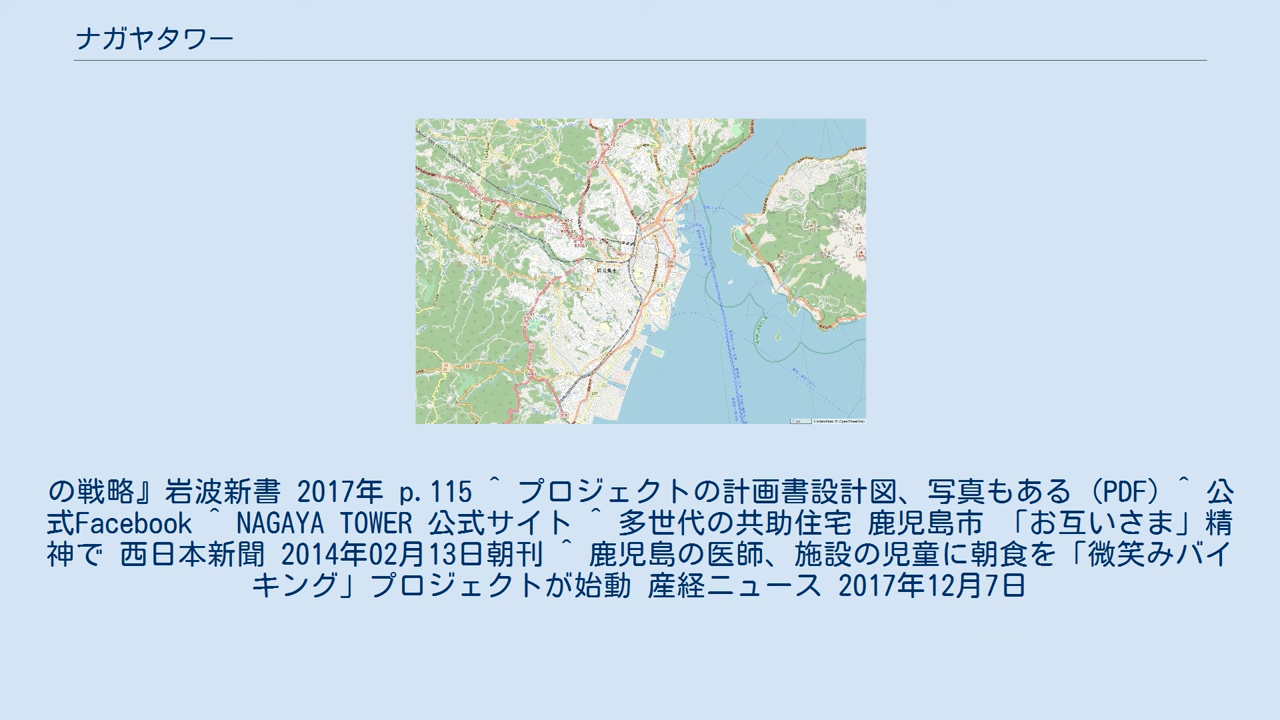 ナガヤタワー
の戦略』岩波新書 2017年 p.115 ^ プロジェクトの計画書設計図、写真もある（PDF）^ 公
式Facebook ^ NAGAYA TOWER 公式サイト ^ 多世代の共助住宅 鹿児島市 「お互いさま」精
神で 西日本新聞 2014年02月13日朝刊 ^ 鹿児島の医師、施設の児童に朝食を「微笑みバイ
キング」プロジェクトが始動 産経ニュース 2017年12月7日